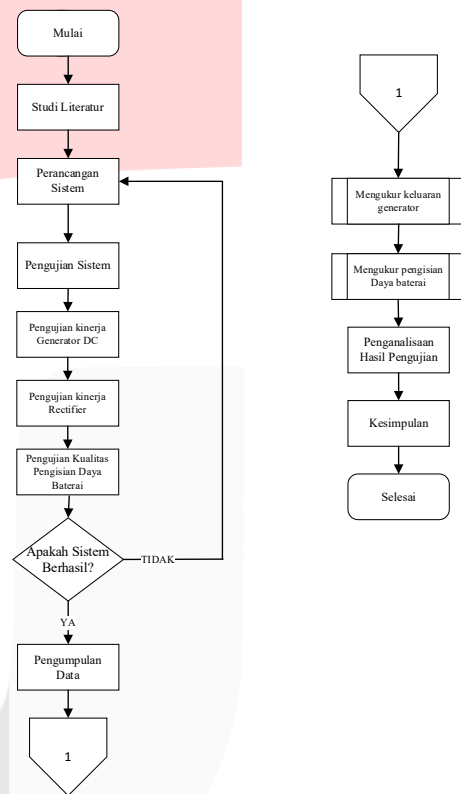 Mulai
Studi Literatur
Perancangan
Sistem
Pengujian Sistem
Pengujian kinerja
Generator DC
Pengujian kinerja
Rectifier
Pengujian Kualitas
Pengisian Daya
Baterai
Apakah Sistem
Berhasil?
TIDAK
YA
Pengumpulan
Data
1
1
Mengukur keluaran
generator
Mengukur pengisian
Daya baterai
Penganalisaan
Hasil Pengujian
Kesimpulan
Selesai